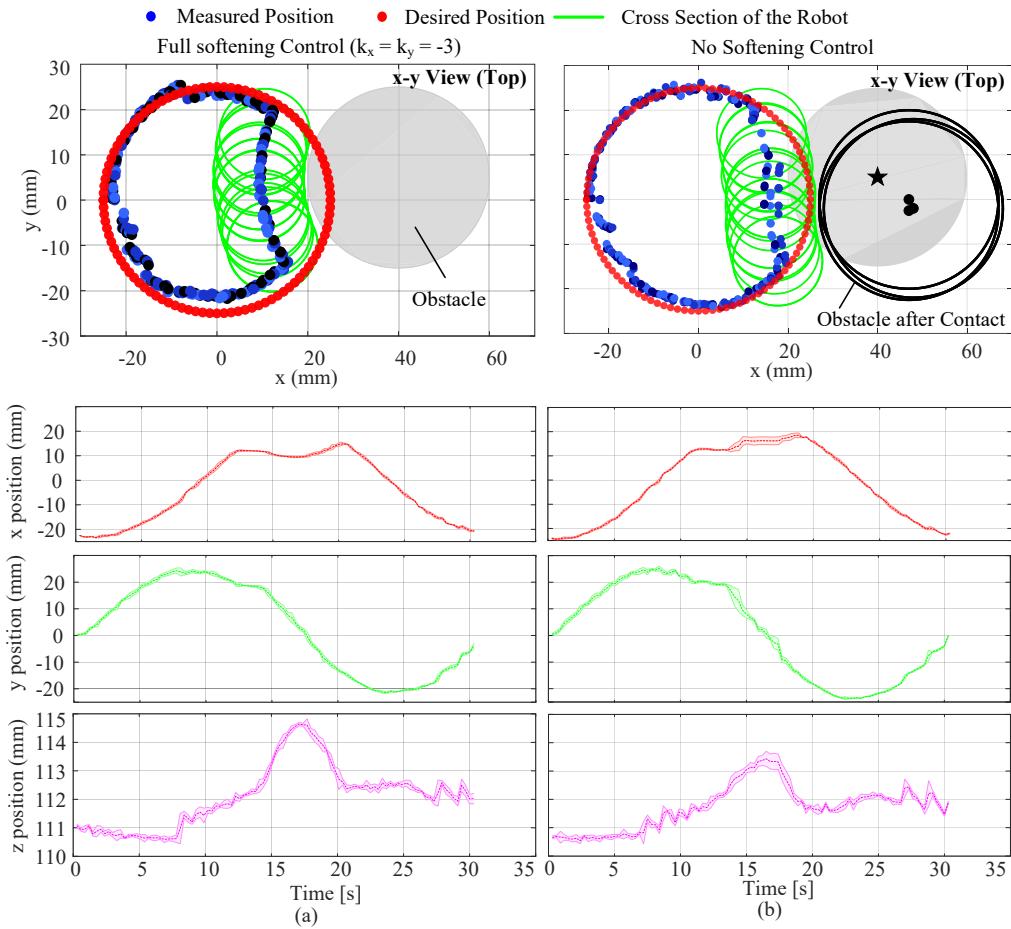 Measured Position Desired Position Cross Section of the Robot
Full softening Control (kx = ky = -3)
No Softening Control
x-y View (Top)
x-y View (Top)
y (mm)
30
20
10
0
-10
-20
-30
Obstacle
-20 0 20 40 60
x (mm)
Obstacle after Contact
-20 0 20 40 60
x (mm)
x position (mm)
20
10
0
-10
-20
y position (mm)
20
10
0
-10
-20
z position (mm)
115
114
113
112
111
110
0 5 10 15 20 25 30 35
Time [s]
(a)
0 5 10 15 20 25 30 35
Time [s]
(b)